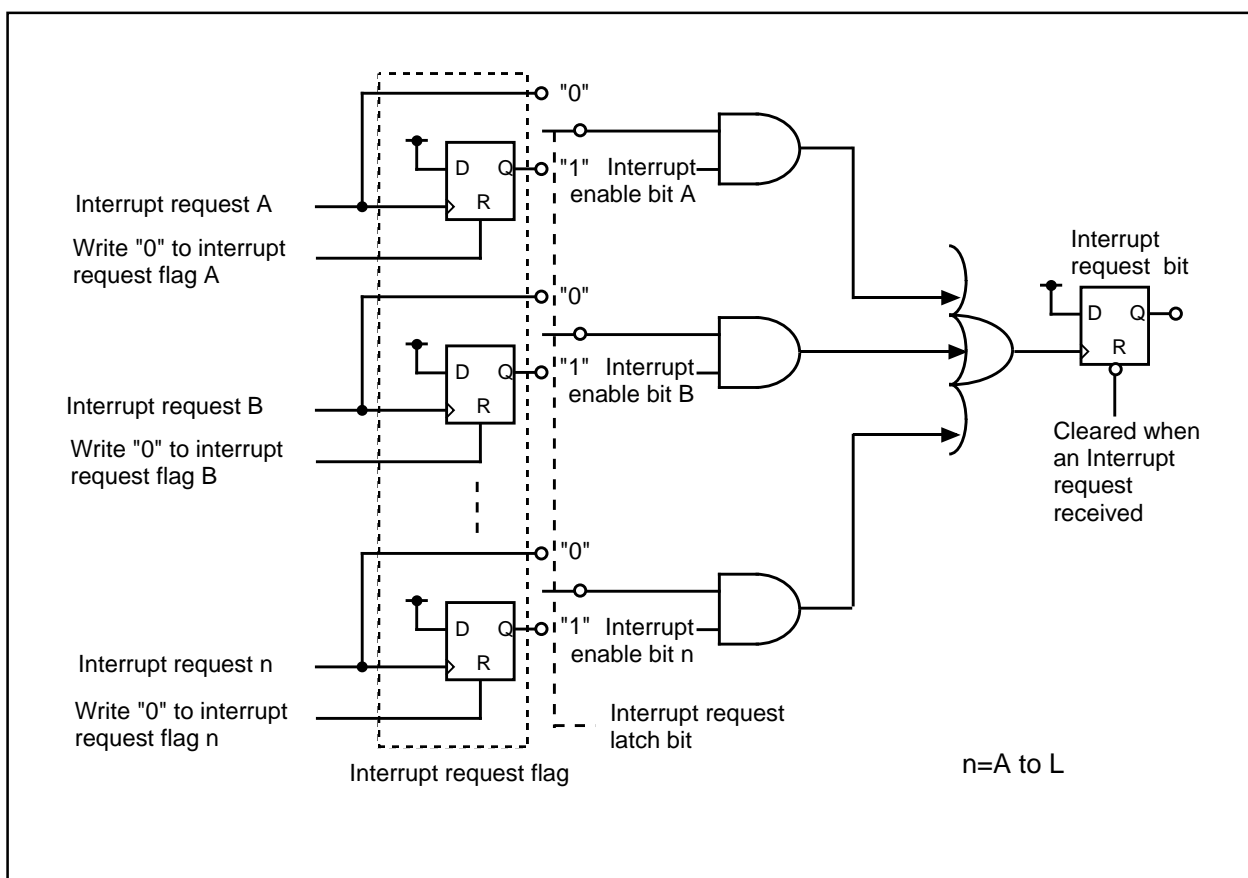 "0"
D Q
R
"1"
Interrupt
enable bit A
Interrupt request A
Write "0" to interrupt
request flag A
"0"
D Q
R
"1"
Interrupt
enable bit B
Interrupt request B
Write "0" to interrupt
request flag B
"0"
D Q
R
"1"
Interrupt
enable bit n
Interrupt request n
Write "0" to interrupt
request flag n
Interrupt request flag
Interrupt request
latch bit
Interrupt
request bit
D Q
R
Cleared when
an Interrupt
request
received
n=A to L